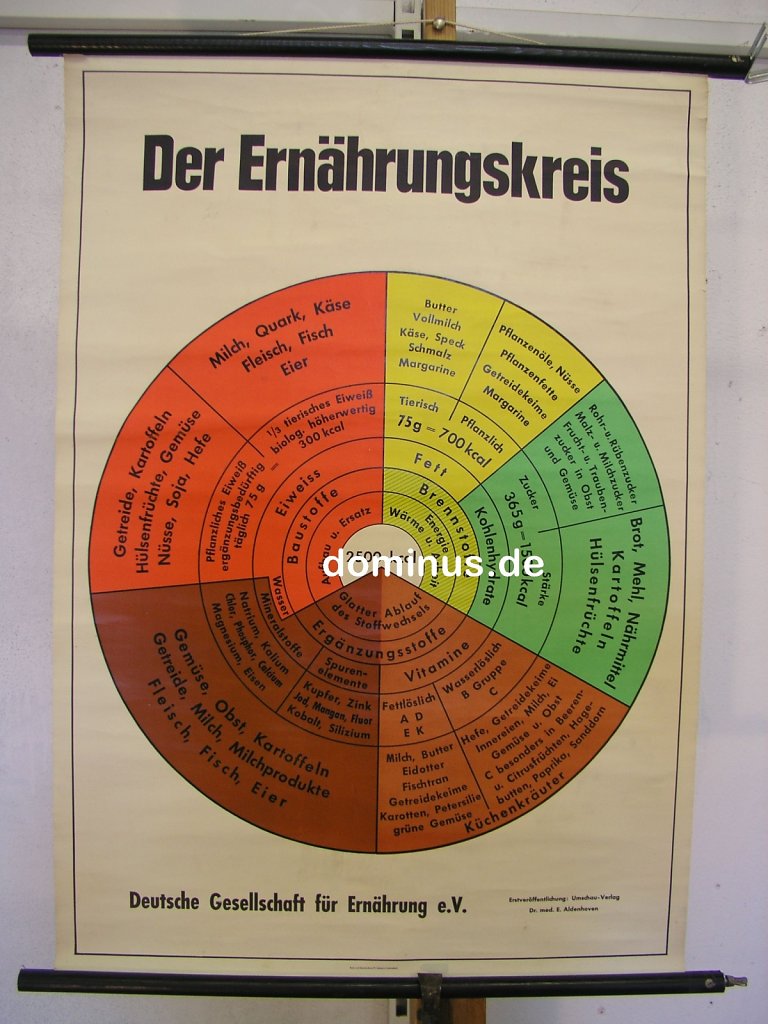 Der Ernährungskreis
Milch, Quark, Käse
Fleisch, Fisch
Eier
1/3 tierisches Eiweiß
biolog. höherwertig
300 kcal
Butter
Vollmilch
Käse, Speck
Schmalz
Margarine
Pflanzenöle, Nüsse
Pflanzenfette
Getreidekeime
Margarine
Tierisch
Pflanzlich
75g = 700 kcal
Fett
Brennstoffe
Energie
Wärme u.
Rohr- u. Rübenzucker
Malz- u. Milchzucker
Frucht- u. Trauben-
zucker in Obst
und Gemüse
Zucker
Stärke
365g =
kcal
Kohlenhydrate
Brot, Mehl, Nährmittel
Kartoffeln
Hülsenfrüchte
Getreide, Kartoffeln
Hülsenfrüchte, Gemüse
Nüsse, Soja, Hefe
Pflanzliches Eiweiß
ergänzungsbedürftig
täglich 75 g =
Eiweiss
Baustoffe
u. Ersatz
dominus.de
Glatter Ablauf
des Stoffwechsels
Ergänzungsstoffe
Wasser
Mineralstoffe
Natrium, Kalium
Chlor, Phosphor, Calcium
Magnesium, Eisen
Spuren-
elemente
Kupfer, Zink
Jod, Mangan, Fluor
Kobolt, Silizium
Gemüse, Obst, Kartoffeln
Getreide, Milch, Milchprodukte
Fleisch, Fisch, Eier
Vitamine
Fettlöslich
A D
E K
Wasserlöslich
B Gruppe
C
Milch, Butter
Eidotter
Fischtran
Getreidekeime
Karotten, Petersilie
grüne Gemüse
Hefe, Getreidekeime
Innereien, Milch, Ei
Gemüse u. Obst
C besonders in Beeren-
u. Citrusfrüchten, Hage-
butten, Paprika, Sanddorn
Küchenkräuter
Deutsche Gesellschaft für Ernährung e.V.
Erstveröffentlichung: Umschau-Verlag
Dr. med. E. Aldenhoven